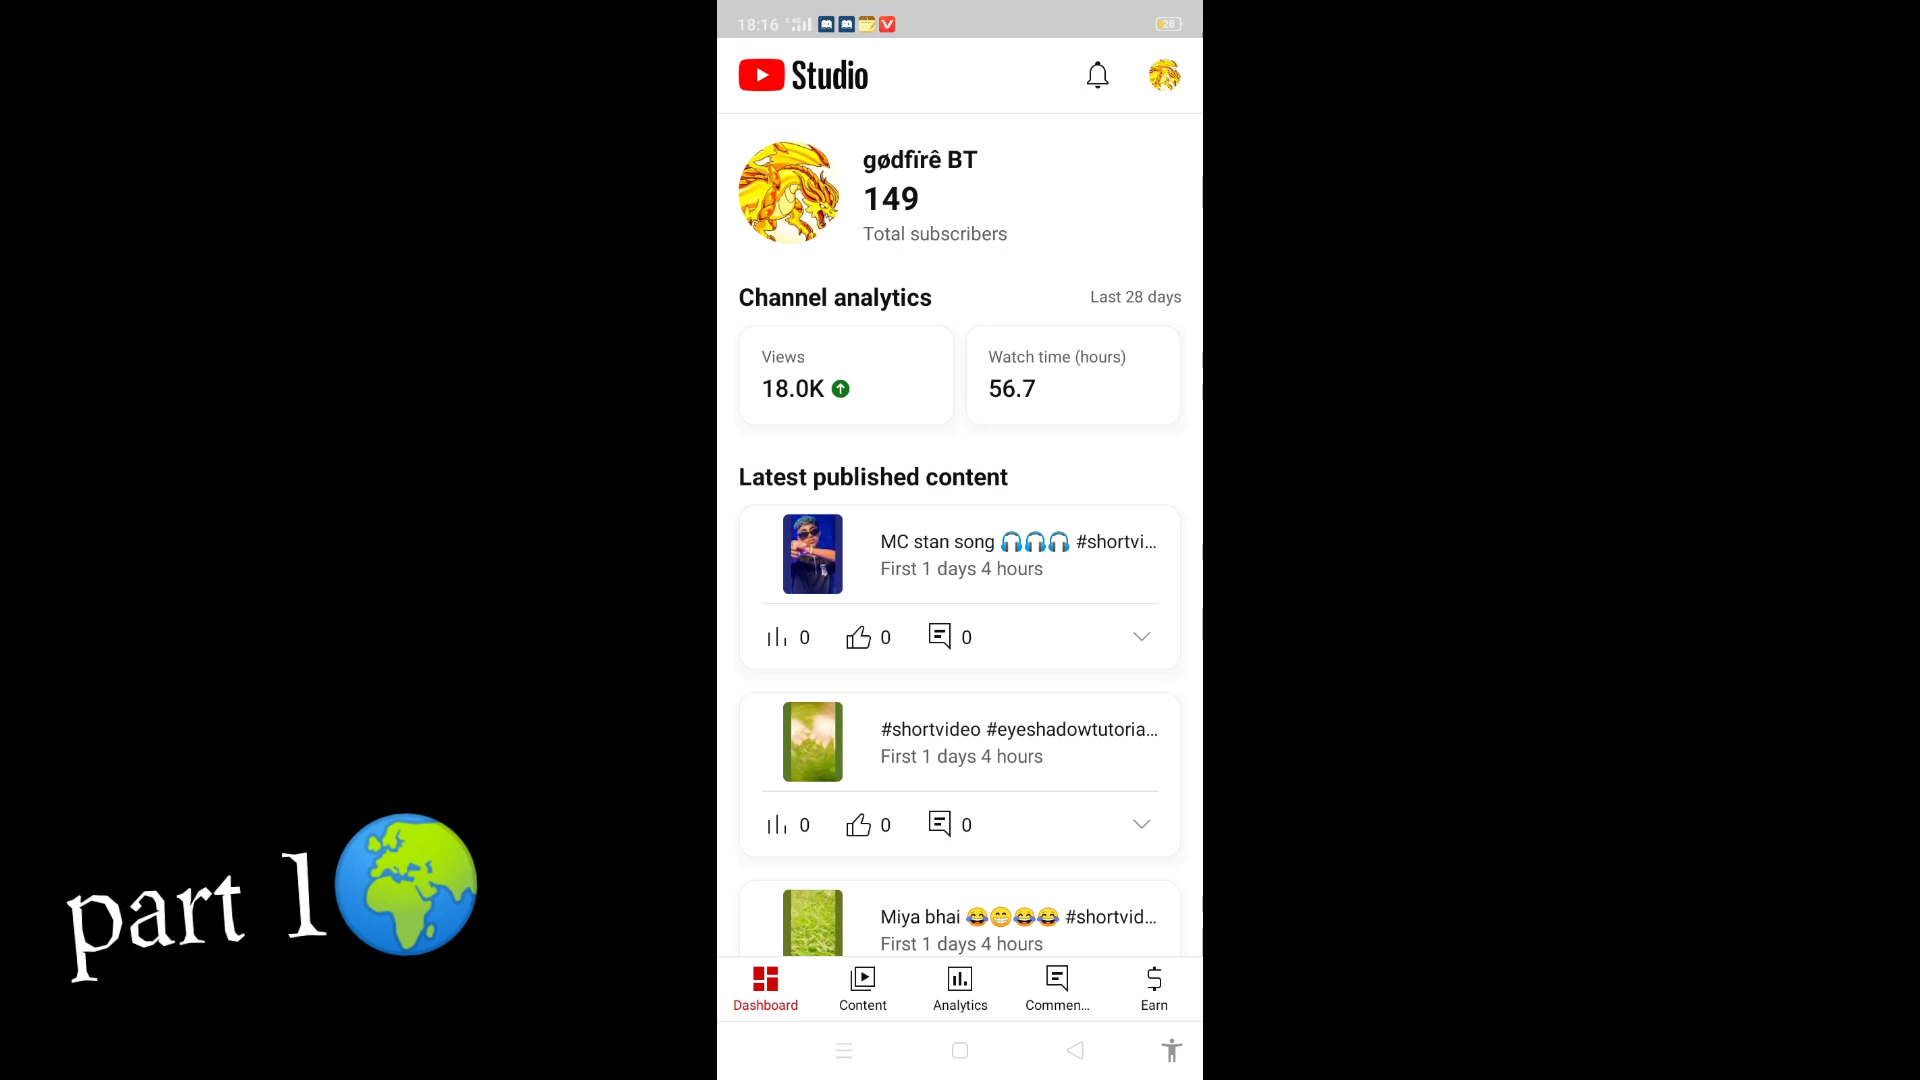 18:16
28
Studio
gødfïrê BT
149
Total subscribers
Channel analytics
Last 28 days
Views
18.0K
Watch time (hours)
56.7
Latest published content
MC stan song 🎧🎧🎧 #shortvi...
First 1 days 4 hours
0 0 0
#shortvideo #eyeshadowtutoria...
First 1 days 4 hours
0 0 0
Miya bhai 😂😁😂😂 #shortvid...
First 1 days 4 hours
Dashboard
Content
Analytics
Commen...
Earn
part 1🌍